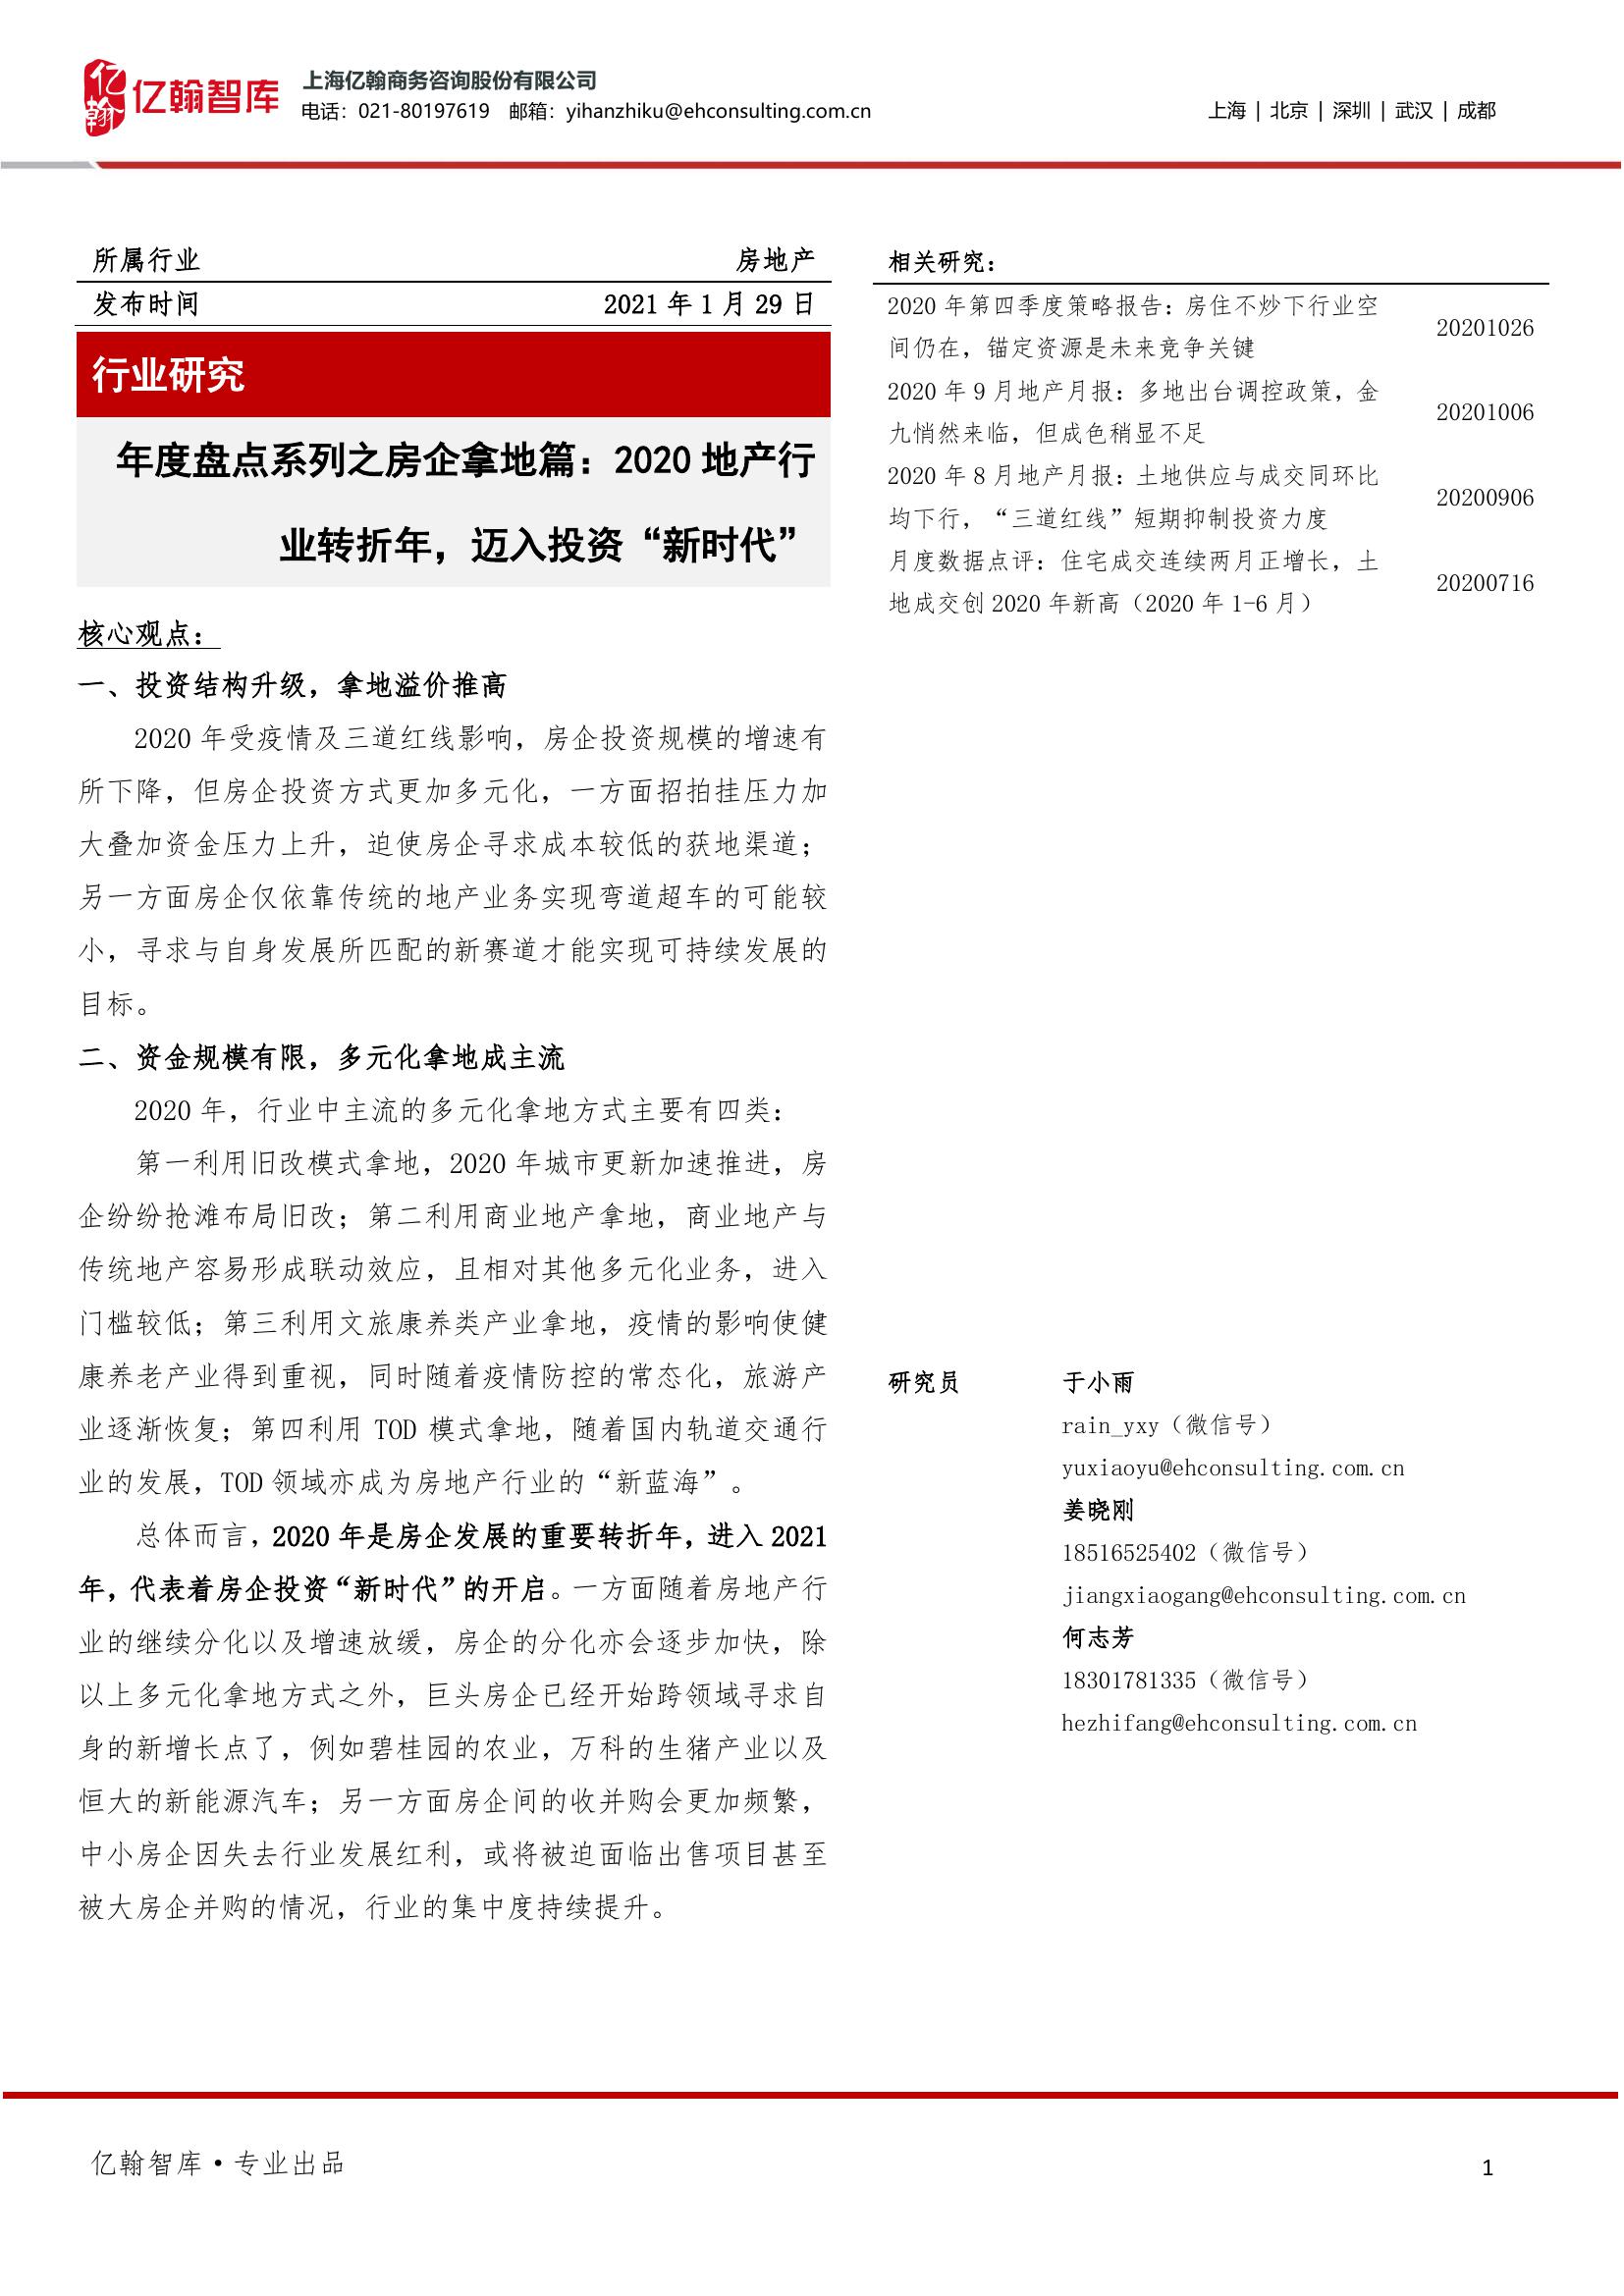 亿翰
亿翰智库
上海亿翰商务咨询股份有限公司
电话：021-80197619 邮箱：yihanzhiku@ehconsulting.com.cn
上海｜北京｜深圳｜武汉｜成都
所属行业 房地产
发布时间 2021 年 1 月 29 日
行业研究
年度盘点系列之房企拿地篇：2020 地产行
业转折年，迈入投资“新时代”
核心观点：
一、投资结构升级，拿地溢价推高
2020 年受疫情及三道红线影响，房企投资规模的增速有
所下降，但房企投资方式更加多元化，一方面招拍挂压力加
大叠加资金压力上升，迫使房企寻求成本较低的获地渠道；
另一方面房企仅依靠传统的地产业务实现弯道超车的可能较
小，寻求与自身发展所匹配的新赛道才能实现可持续发展的
目标。
二、资金规模有限，多元化拿地成主流
2020 年，行业中主流的多元化拿地方式主要有四类：
第一利用旧改模式拿地，2020 年城市更新加速推进，房
企纷纷抢滩布局旧改；第二利用商业地产拿地，商业地产与
传统地产容易形成联动效应，且相对其他多元化业务，进入
门槛较低；第三利用文旅康养类产业拿地，疫情的影响使健
康养老产业得到重视，同时随着疫情防控的常态化，旅游产
业逐渐恢复；第四利用 TOD 模式拿地，随着国内轨道交通行
业的发展，TOD 领域亦成为房地产行业的“新蓝海”。
总体而言，2020 年是房企发展的重要转折年，进入 2021
年，代表着房企投资“新时代”的开启。一方面随着房地产行
业的继续分化以及增速放缓，房企的分化亦会逐步加快，除
以上多元化拿地方式之外，巨头房企已经开始跨领域寻求自
身的新增长点了，例如碧桂园的农业，万科的生猪产业以及
恒大的新能源汽车；另一方面房企间的收并购会更加频繁，
中小房企因失去行业发展红利，或将被迫面临出售项目甚至
被大房企并购的情况，行业的集中度持续提升。
相关研究：
2020 年第四季度策略报告：房住不炒下行业空
间仍在，锚定资源是未来竞争关键 20201026
2020 年 9 月地产月报：多地出台调控政策，金
九悄然来临，但成色稍显不足 20201006
2020 年 8 月地产月报：土地供应与成交同环比
均下行，“三道红线”短期抑制投资力度 20200906
月度数据点评：住宅成交连续两月正增长，土
地成交创 2020 年新高（2020 年 1-6 月） 20200716
研究员 于小雨
rain_yxy（微信号）
yuxiaoyu@ehconsulting.com.cn
姜晓刚
18516525402（微信号）
jiangxiaogang@ehconsulting.com.cn
何志芳
18301781335（微信号）
hezhifang@ehconsulting.com.cn
亿翰智库·专业出品
1